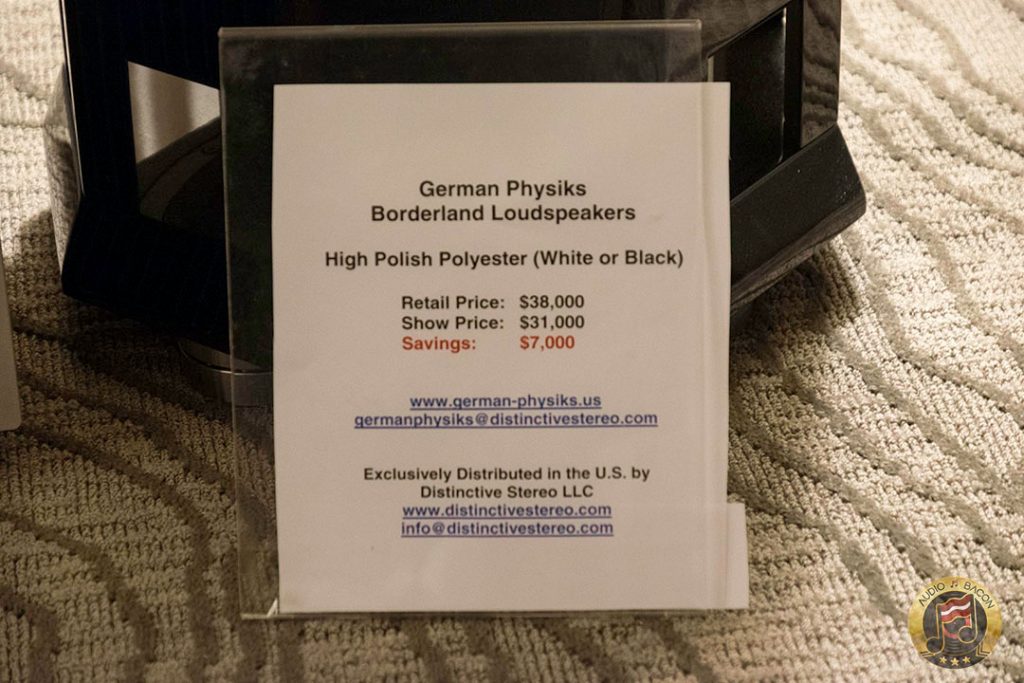 German Physiks
Borderland Loudspeakers
High Polish Polyester (White or Black)
Retail Price: $38,000
Show Price: $31,000
Savings: $7,000
www.german-physiks.us
germanphysiks@distinctivestereo.com
Exclusively Distributed in the U.S. by
Distinctive Stereo LLC
www.distinctivestereo.com
info@distinctivestereo.com
AUDIO BACON